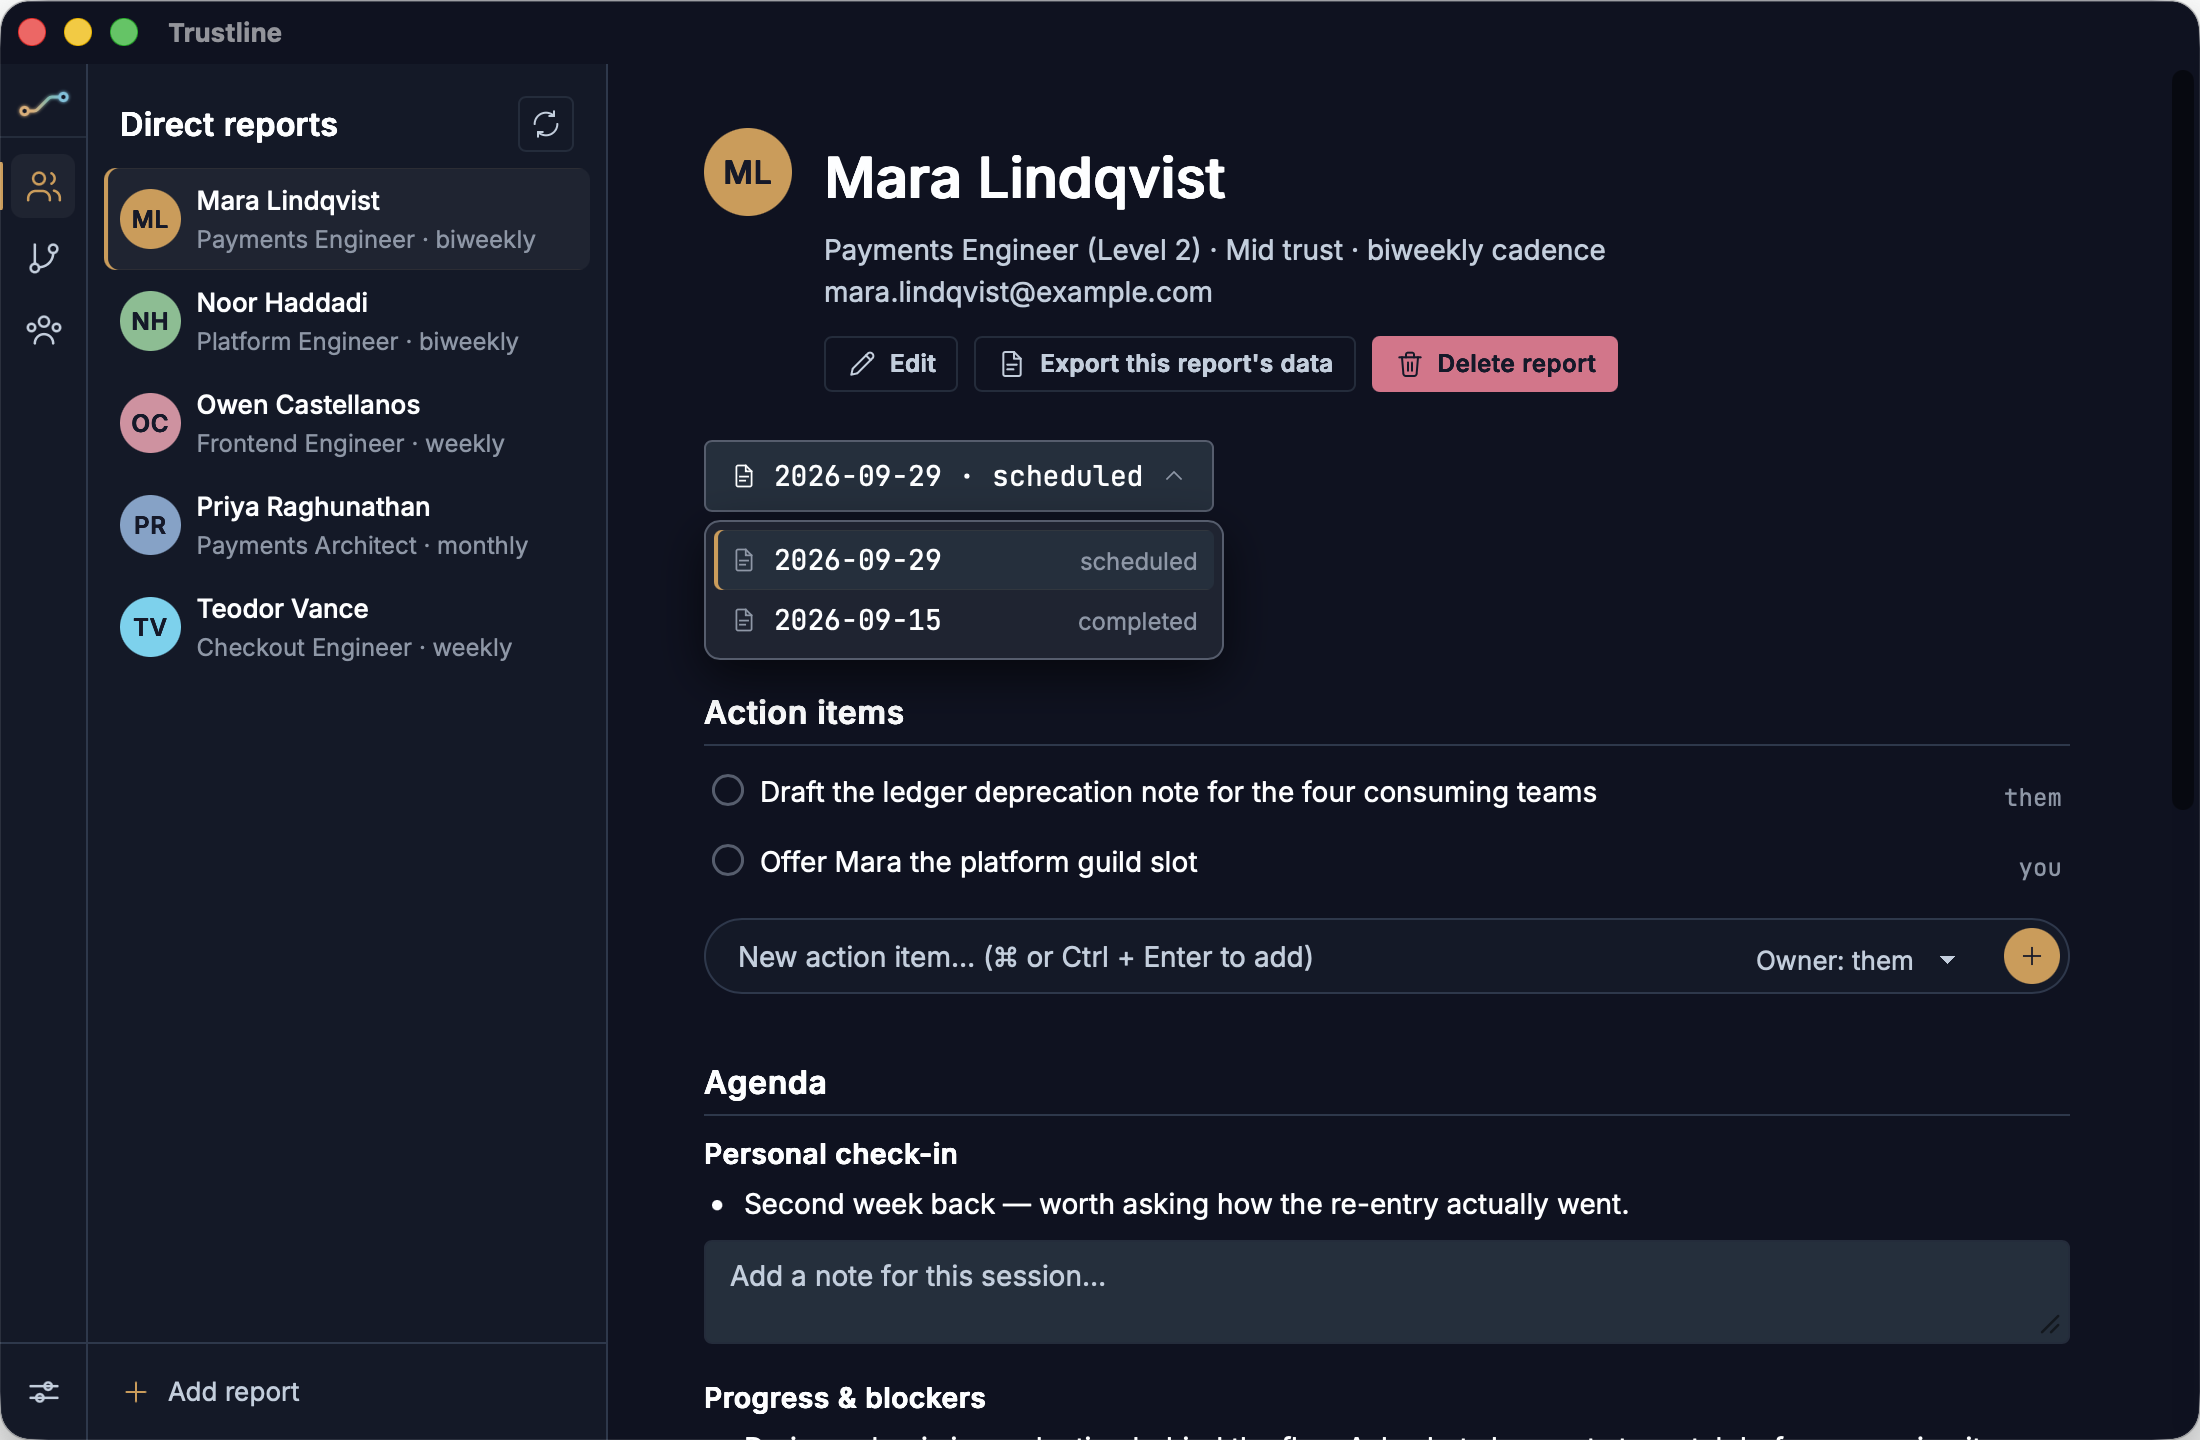 Trustline
Direct reports
ML
Mara Lindqvist
Payments Engineer · biweekly
NH
Noor Haddadi
Platform Engineer · biweekly
OC
Owen Castellanos
Frontend Engineer · weekly
PR
Priya Raghunathan
Payments Architect · monthly
TV
Teodor Vance
Checkout Engineer · weekly
Add report
ML
Mara Lindqvist
Payments Engineer (Level 2) · Mid trust · biweekly cadence
mara.lindqvist@example.com
Edit
Export this report's data
Delete report
2026-09-29 · scheduled
2026-09-29 scheduled
2026-09-15 completed
Action items
Draft the ledger deprecation note for the four consuming teams them
Offer Mara the platform guild slot you
New action item... (⌘ or Ctrl + Enter to add) Owner: them
Agenda
Personal check-in
• Second week back — worth asking how the re-entry actually went.
Add a note for this session...
Progress & blockers